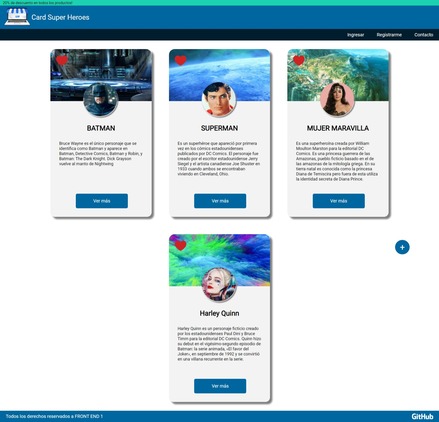 20% de descuento en todos los productos!
Card Super Heroes
Ingresar Registrarme Contacto
BATMAN
Bruce Wayne es el único personaje que se
identifica como Batman y aparece en
Batman, Detective Comics, Batman y Robin, y
Batman: The Dark Knight. Dick Grayson
vuelve al manto de Nightwing
Ver más
SUPERMAN
Es un superhéroe que apareció por primera
vez en los cómics estadounidenses
publicados por DC Comics. El personaje fue
creado por el escritor estadounidense Jerry
Siegel y el artista canadiense Joe Shuster en
1933 cuando ambos se encontraban
viviendo en Cleveland, Ohio.
Ver más
MUJER MARAVILLA
Es una superheroína creada por William
Moulton Marston para la editorial DC
Comics. Es una princesa guerrera de las
Amazonas, pueblo basado en el de
las amazonas de la mitología griega. En su
tierra natal es conocida como la princesa
Diana de Temiscira pero fuera de esta utiliza
la identidad secreta de Diana Prince.
Ver más
Harley Quinn
Harley Quinn es un personaje ficticio creado
por los estadounidenses Paul Dini y Bruce
Timm para la editorial DC Comics. Quinn hizo
su debut en el vigésimo-segundo episodio de
Batman: la serie animada, «El favor del
Joker», en septiembre de 1992 y se convirtió
en una villana recurrente en la serie.
Ver más
+
Todos los derechos reservados a FRONT END 1
GitHub